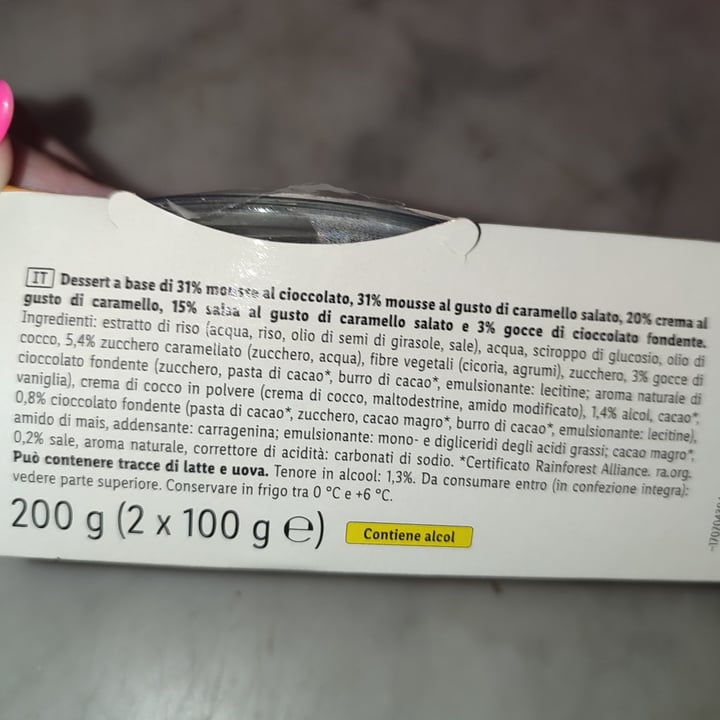 IT Dessert a base di 31% mousse al cioccolato, 31% mousse al gusto di caramello salato, 20% crema al
gusto di caramello, 15% salsa al gusto di caramello salato e 3% gocce di cioccolato fondente.
Ingredienti: estratto di riso (acqua, riso, olio di semi di girasole, sale), acqua, sciroppo di glucosio, olio di
cocco, 5,4% zucchero caramellato (zucchero, acqua), fibre vegetali (cicoria, agrumi), zucchero, 3% gocce di
cioccolato fondente (zucchero, pasta di cacao*, burro di cacao*, emulsionante: lecitine; aroma naturale di
vaniglia), crema di cocco in polvere (crema di cocco, maltodestrine, amido modificato), 1,4% alcol, cacao*,
0,8% cioccolato fondente (pasta di cacao*, zucchero, cacao magro*, burro di cacao*, emulsionante: lecitine),
amido di mais, addensante: carragenina; emulsionante: mono- e digliceridi degli acidi grassi; cacao magro*,
0,2% sale, aroma naturale, correttore di acidità: carbonati di sodio. *Certificato Rainforest Alliance. ra.org.
Può contenere tracce di latte e uova. Tenore in alcool: 1,3%. Da consumare entro (in confezione integra):
vedere parte superiore. Conservare in frigo tra 0 °C e +6 °C.
200 g (2 x 100 g ℮)
Contiene alcol